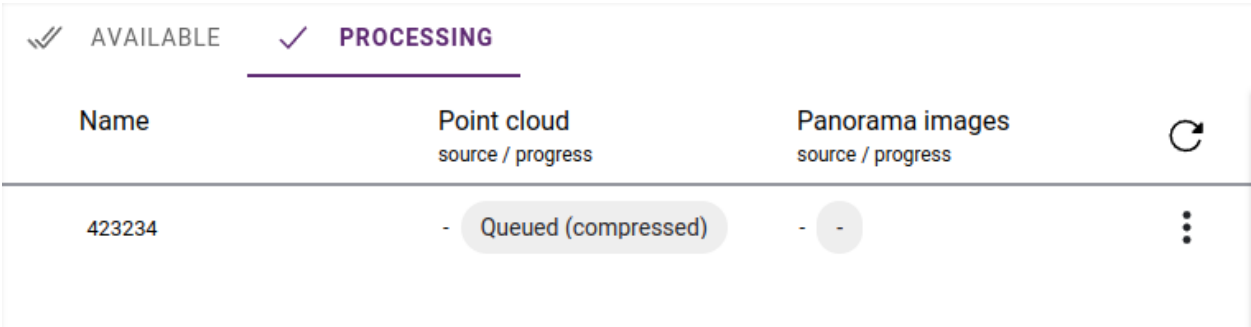 AVAILABLE PROCESSING
Name Point cloud Panorama images
source / progress source / progress
423234 - Queued (compressed) - -